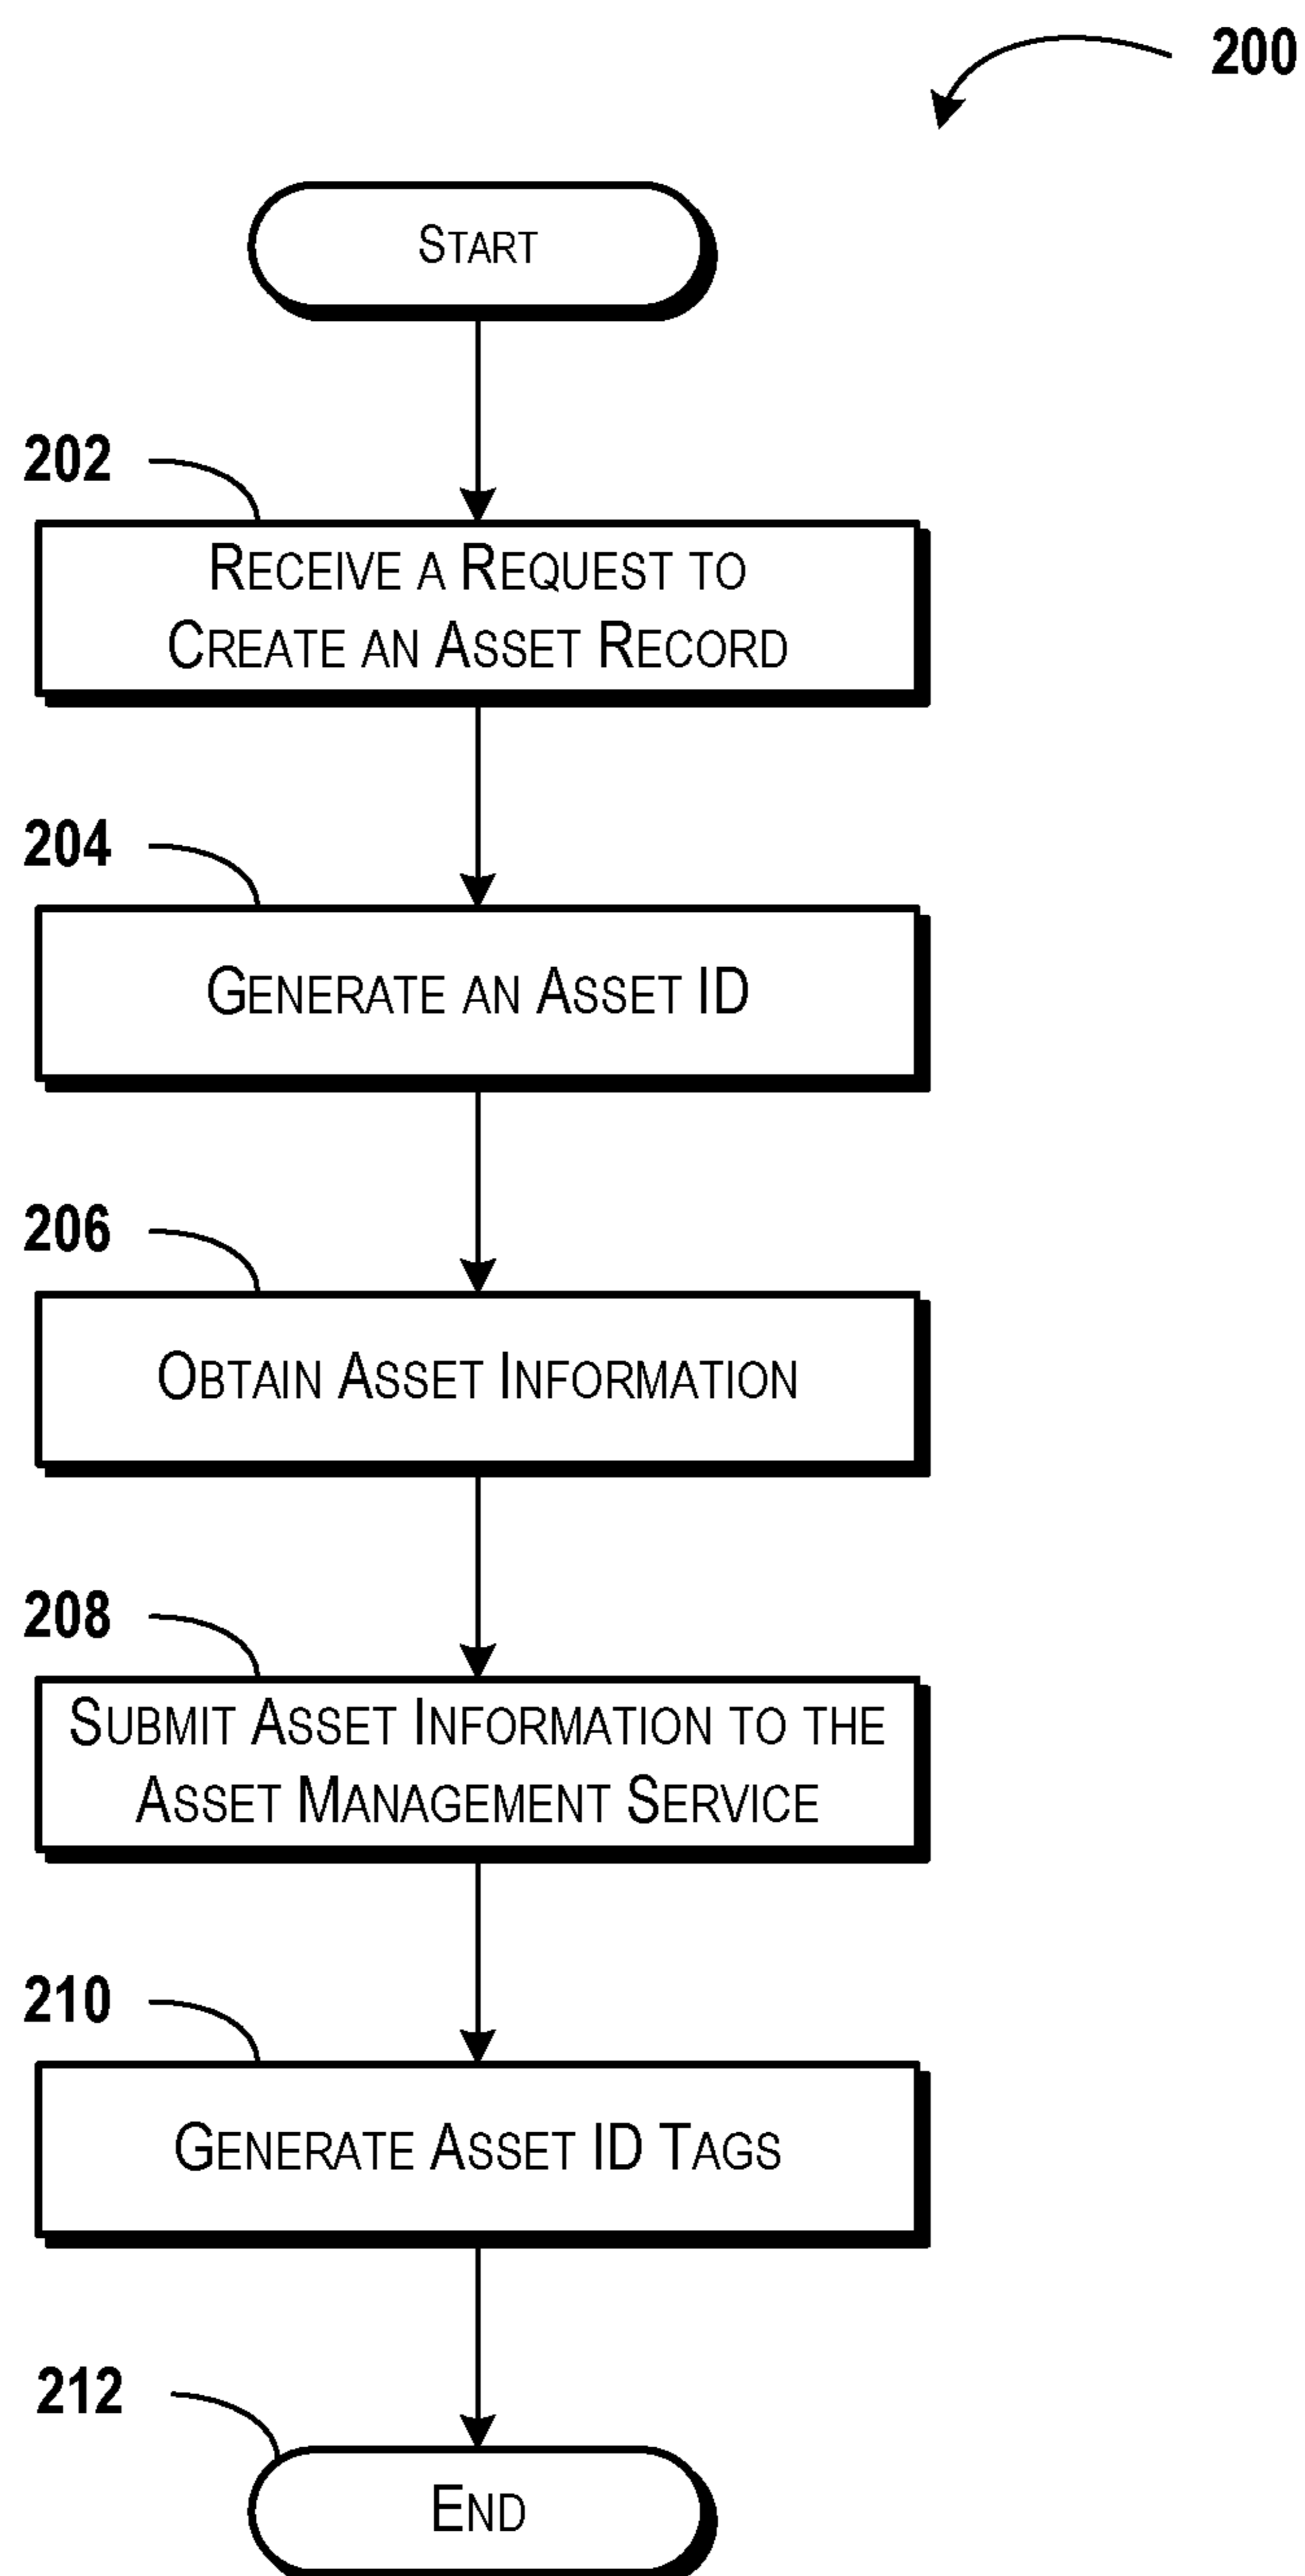 200
START
202
RECEIVE A REQUEST TO
CREATE AN ASSET RECORD
204
GENERATE AN ASSET ID
206
OBTAIN ASSET INFORMATION
208
SUBMIT ASSET INFORMATION TO THE
ASSET MANAGEMENT SERVICE
210
GENERATE ASSET ID TAGS
212
END